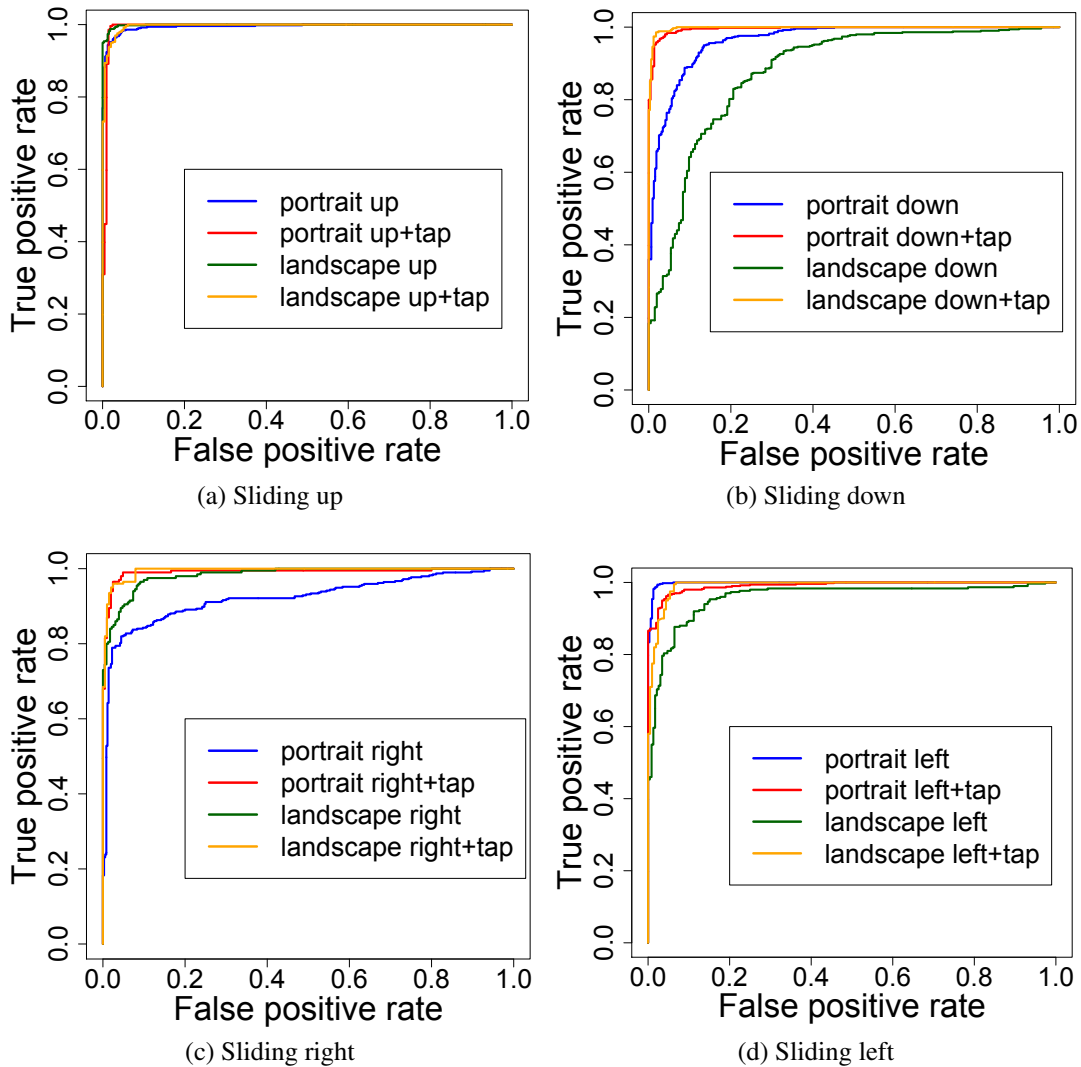 True positive rate
0.0 0.2 0.4 0.6 0.8 1.0
portrait up
portrait up+tap
landscape up
landscape up+tap
0.0 0.2 0.4 0.6 0.8 1.0
False positive rate
(a) Sliding up
True positive rate
0.0 0.2 0.4 0.6 0.8 1.0
portrait down
portrait down+tap
landscape down
landscape down+tap
0.0 0.2 0.4 0.6 0.8 1.0
False positive rate
(b) Sliding down
True positive rate
0.0 0.2 0.4 0.6 0.8 1.0
portrait right
portrait right+tap
landscape right
landscape right+tap
0.0 0.2 0.4 0.6 0.8 1.0
False positive rate
(c) Sliding right
True positive rate
0.0 0.2 0.4 0.6 0.8 1.0
portrait left
portrait left+tap
landscape left
landscape left+tap
0.0 0.2 0.4 0.6 0.8 1.0
False positive rate
(d) Sliding left